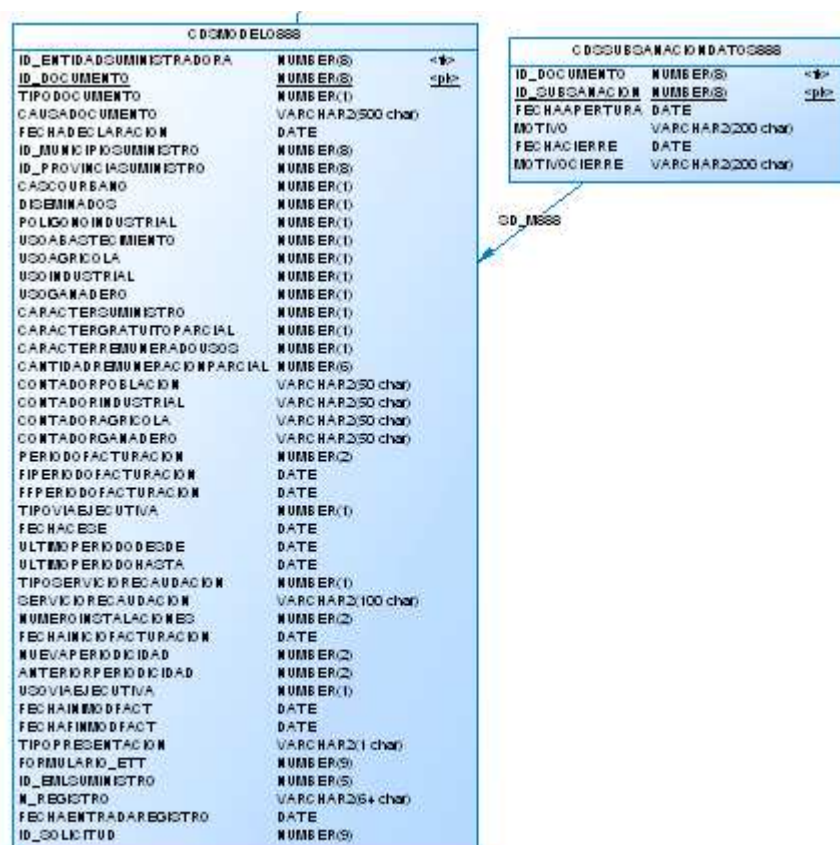 CDSMODELO888
ID_ENTIDADSUMINISTRADORA NUMBER(8) <fk>
ID_DOCUMENTO NUMBER(8) <pk>
TIPODOCUMENTO NUMBER(1)
CAUSADOCUMENTO VARCHAR2(500 char)
FECHADECLARACION DATE
ID_MUNICIPIOSUMINISTRO NUMBER(8)
ID_PROVINCIASUMINISTRO NUMBER(8)
CASCOURBANO NUMBER(1)
DISEMINADOS NUMBER(1)
POLIGONOINDUSTRIAL NUMBER(1)
USOABASTECIMIENTO NUMBER(1)
USOAGRICOLA NUMBER(1)
USOINDUSTRIAL NUMBER(1)
USOGANADERO NUMBER(1)
CARACTERSUMINISTRO NUMBER(1)
CARACTERGRATUITOPARCIAL NUMBER(1)
CARACTERREMUNERADOUSOS NUMBER(1)
CANTIDADREMUNERACIONPARCIAL NUMBER(6)
CONTADORPOBLACION VARCHAR2(50 char)
CONTADORINDUSTRIAL VARCHAR2(50 char)
CONTADORAGRICOLA VARCHAR2(50 char)
CONTADORGANADERO VARCHAR2(50 char)
PERIODOFACTURACION NUMBER(2)
FIPERIODOFACTURACION DATE
FFPERIODOFACTURACION DATE
TIPOVIAEJECUTIVA NUMBER(1)
FECHACESE DATE
ULTIMOPERIODODESDE DATE
ULTIMOPERIODOHASTA DATE
TIPOSERVICIORECAUDACION NUMBER(1)
SERVICIORECAUDACION VARCHAR2(100 char)
NUMEROINSTALACIONES NUMBER(2)
FECHAINICIOFACTURACION DATE
NUEVAPERIODICIDAD NUMBER(2)
ANTERIORPERIODICIDAD NUMBER(2)
USOVIAEJECUTIVA NUMBER(1)
FECHAINIMODFACT DATE
FECHAFINMODFACT DATE
TIPOPRESENTACION VARCHAR2(1 char)
FORMULARIO_ETT NUMBER(9)
ID_EMLSUMINISTRO NUMBER(5)
N_REGISTRO VARCHAR2(64 char)
FECHAENTRADAREGISTRO DATE
ID_SOLICITUD NUMBER(9)
CDSSUBSANACIONDATOS888
ID_DOCUMENTO NUMBER(8) <fk>
ID_SUBSANACION NUMBER(8) <pk>
FECHAAPERTURA DATE
MOTIVO VARCHAR2(200 char)
FECHACIERRE DATE
MOTIVOCIERRE VARCHAR2(200 char)
SD_M888